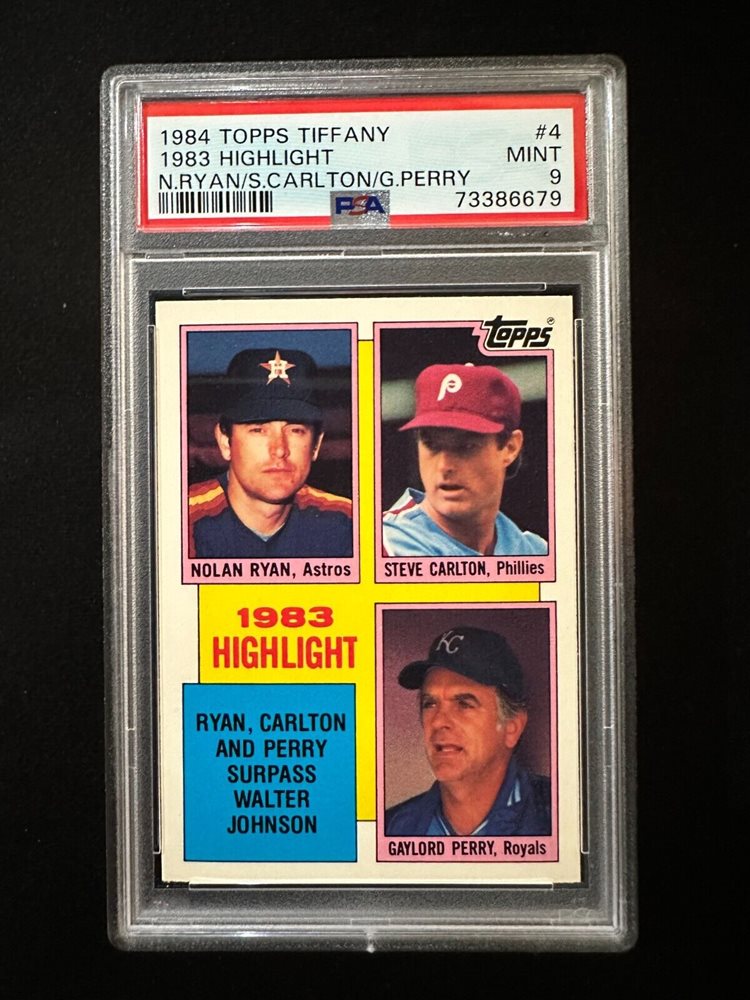 1984 TOPPS TIFFANY #4
1983 HIGHLIGHT MINT
N.RYAN/S.CARLTON/G.PERRY 9
PSA 73386679
Topps®
H
P
NOLAN RYAN, Astros
STEVE CARLTON, Phillies
1983
HIGHLIGHT
KC
RYAN, CARLTON
AND PERRY
SURPASS
WALTER
JOHNSON
GAYLORD PERRY, Royals